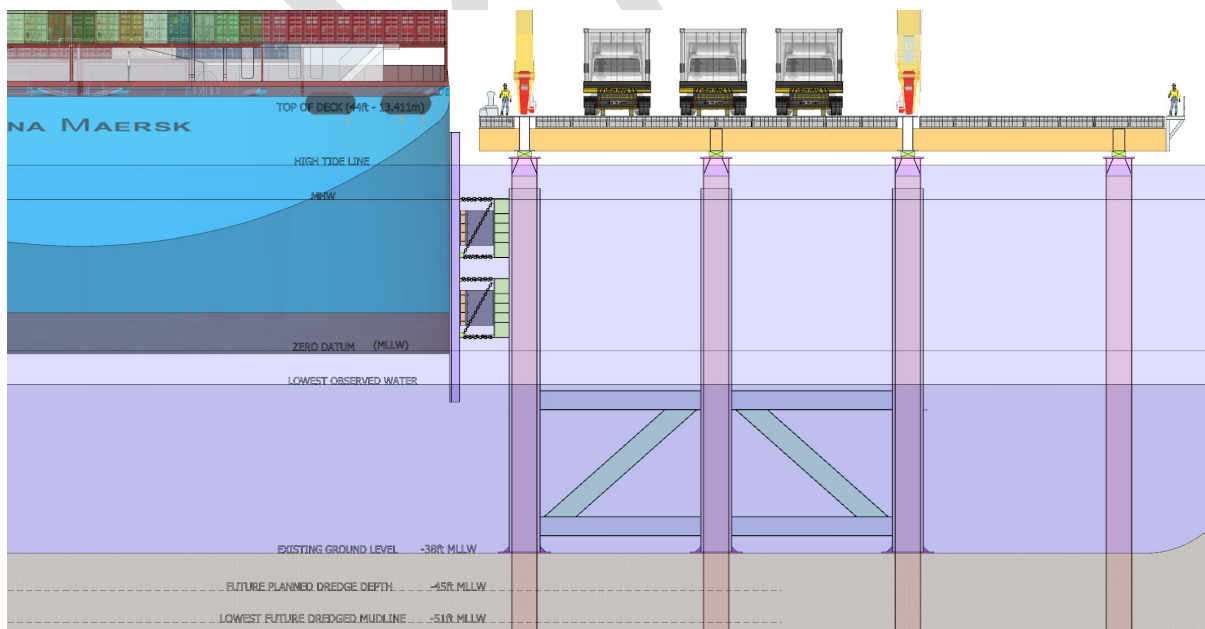 TOP OF DECK (44ft - 13.411m)
NA MAERSK
HIGH TIDE LINE
MHW
ZERO DATUM (MLLW)
LOWEST OBSERVED WATER
EXISTING GROUND LEVEL -38ft MLLW
FUTURE PLANNED DREDGE DEPTH -45ft MLLW
LOWEST FUTURE DREDGED MUDLINE -51ft MLLW